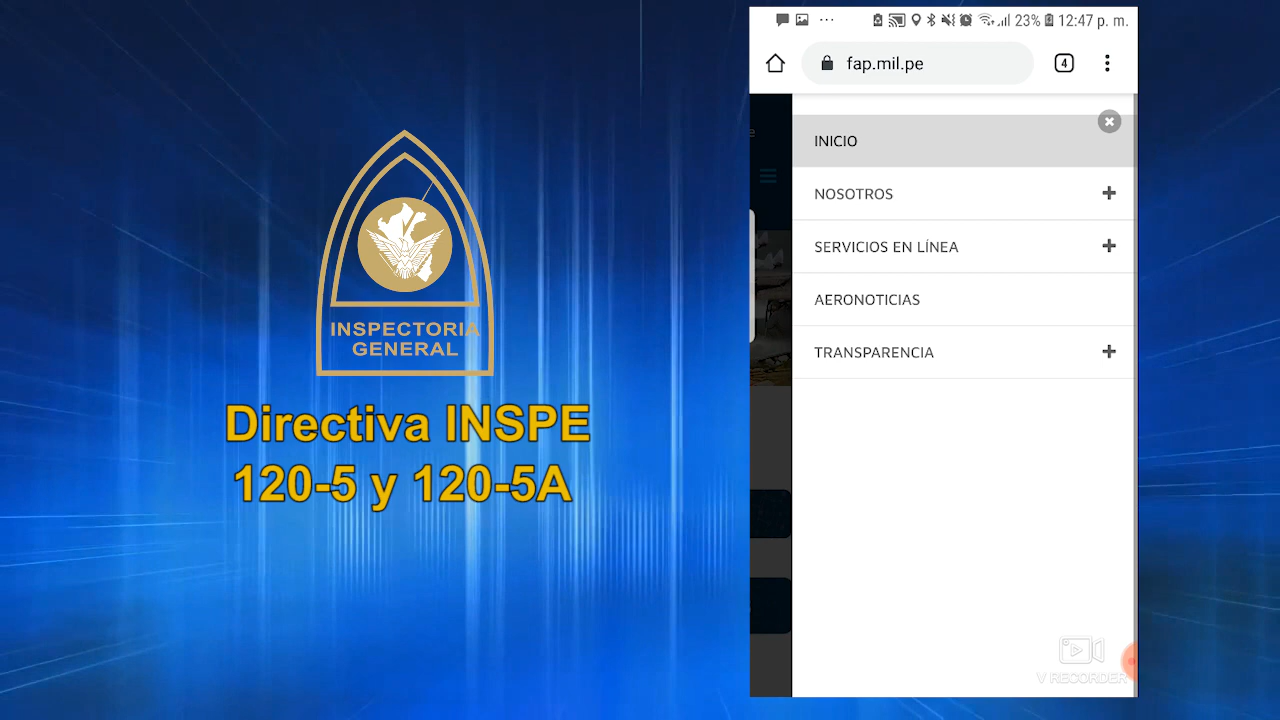 INSPECTORIA
GENERAL
Directiva INSPE
120-5 y 120-5A
23% 12:47 p. m.
fap.mil.pe
4
INICIO
NOSOTROS
SERVICIOS EN LÍNEA
AERONOTICIAS
TRANSPARENCIA
V RECORDER